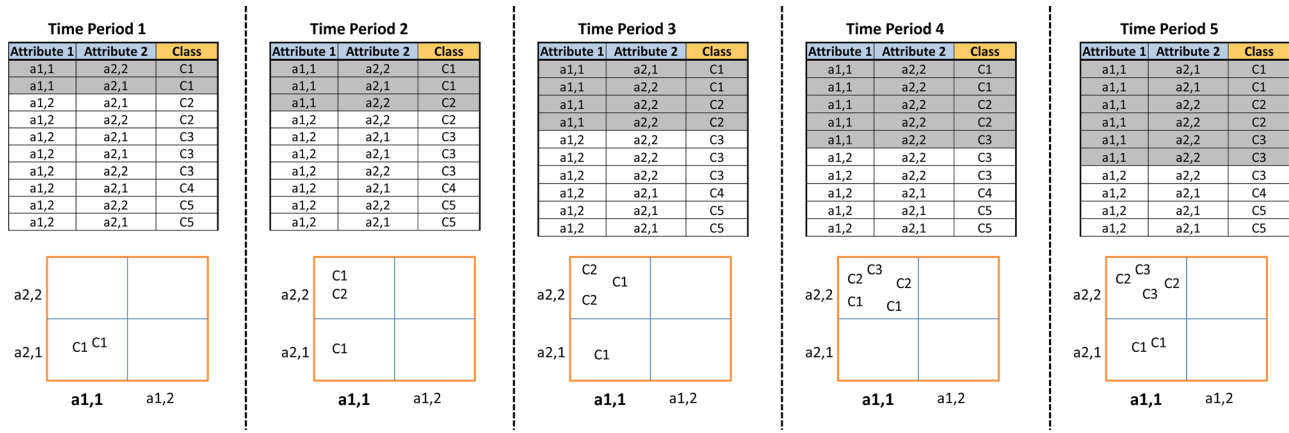 Time Period 1
Attribute 1 Attribute 2 Class
a1,1 a2,2 C1
a1,1 a2,1 C1
a1,2 a2,1 C2
a1,2 a2,2 C2
a1,2 a2,1 C3
a1,2 a2,1 C3
a1,2 a2,2 C3
a1,2 a2,1 C4
a1,2 a2,2 C5
a1,2 a2,1 C5
a2,2
a2,1 C1 C1
a1,1 a1,2
Time Period 2
Attribute 1 Attribute 2 Class
a1,1 a2,2 C1
a1,1 a2,1 C1
a1,1 a2,2 C2
a1,2 a2,2 C2
a1,2 a2,1 C3
a1,2 a2,1 C3
a1,2 a2,2 C3
a1,2 a2,1 C4
a1,2 a2,2 C5
a1,2 a2,1 C5
C1
a2,2 C2
a2,1 C1
a1,1 a1,2
Time Period 3
Attribute 1 Attribute 2 Class
a1,1 a2,1 C1
a1,1 a2,1 C1
a1,1 a2,2 C2
a1,1 a2,2 C2
a1,2 a2,2 C3
a1,2 a2,2 C3
a1,2 a2,2 C3
a1,2 a2,1 C4
a1,2 a2,1 C5
a1,2 a2,1 C5
C2
C1
a2,2 C2
a2,1 C1
a1,1 a1,2
Time Period 4
Attribute 1 Attribute 2 Class
a1,1 a2,2 C1
a1,1 a2,2 C1
a1,1 a2,2 C2
a1,1 a2,2 C2
a1,1 a2,2 C3
a1,2 a2,2 C3
a1,2 a2,2 C3
a1,2 a2,1 C4
a1,2 a2,1 C5
a1,2 a2,1 C5
C3
C2 C2
a2,2 C1 C1
a2,1
a1,1 a1,2
Time Period 5
Attribute 1 Attribute 2 Class
a1,1 a2,1 C1
a1,1 a2,1 C1
a1,1 a2,2 C2
a1,1 a2,2 C2
a1,1 a2,2 C3
a1,1 a2,2 C3
a1,2 a2,2 C3
a1,2 a2,1 C4
a1,2 a2,1 C5
a1,2 a2,1 C5
C3
C2 C2
a2,2 C3
a2,1 C1 C1
a1,1 a1,2